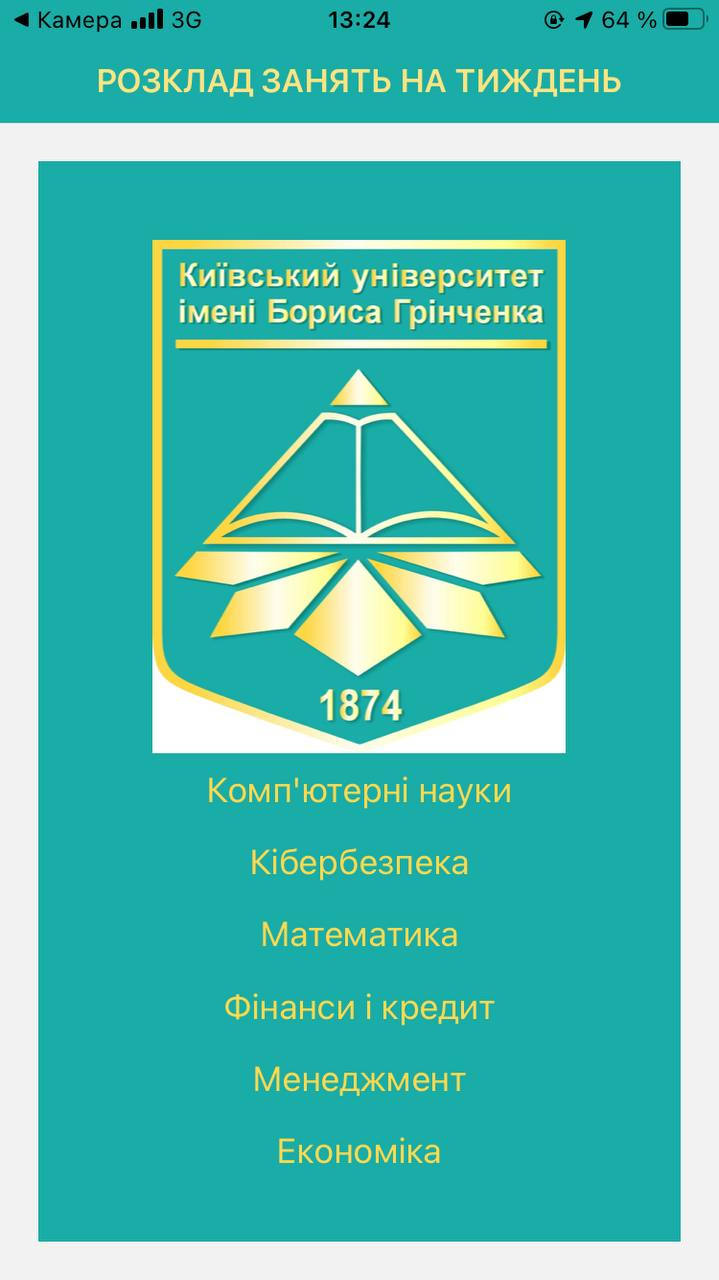 Камера 3G 13:24 64 %
РОЗКЛАД ЗАНЯТЬ НА ТИЖДЕНЬ
Київський університет
імені Бориса Грінченка
1874
Комп'ютерні науки
Кібербезпека
Математика
Фінанси і кредит
Менеджмент
Економіка